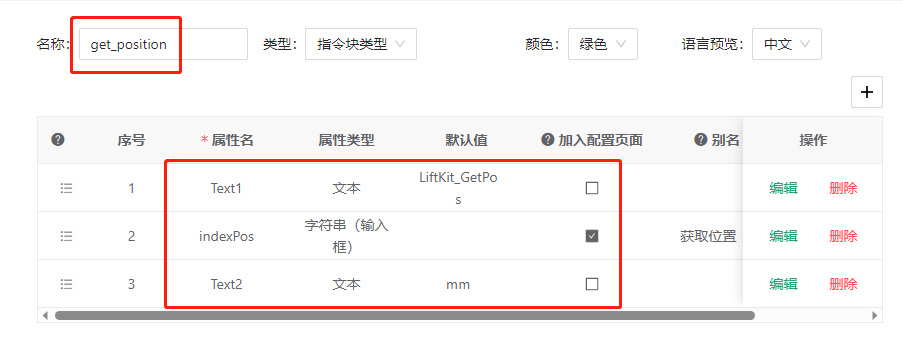 名称： get_position 类型： 指令块类型 颜色： 绿色 语言预览： 中文
+
? 序号 * 属性名 属性类型 默认值 ? 加入配置页面 ? 别名 操作
1 Text1 文本 LiftKit_GetPo
s 编辑 删除
2 indexPos 字符串（输入
框） 获取位置 编辑 删除
3 Text2 文本 mm 编辑 删除